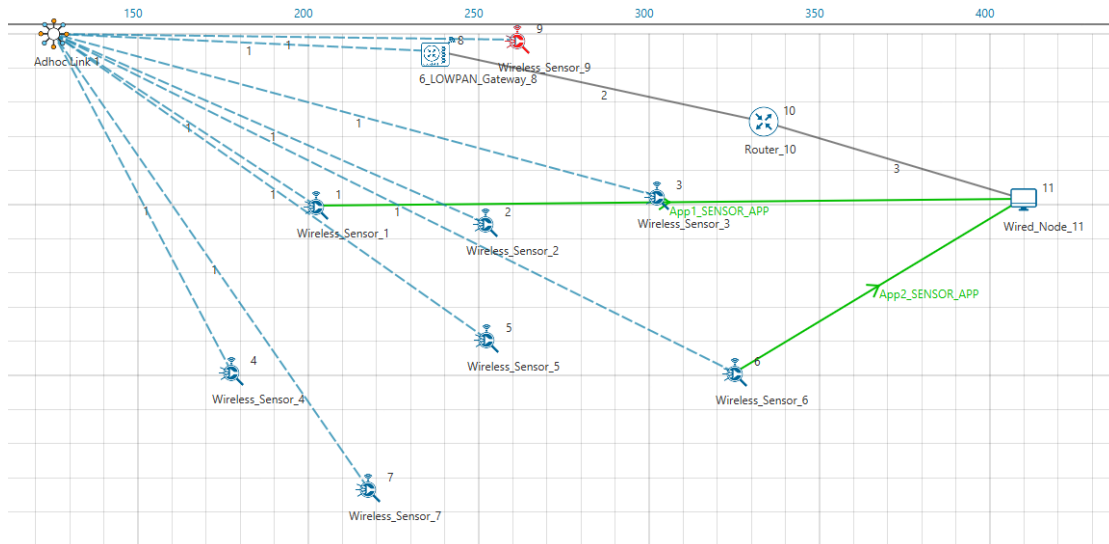 150 200 250 300 350 400
Adhoc Link 1
1
1
8
9
Wireless_Sensor_9
6_LOWPAN_Gateway_8
2
10
Router_10
1
1
1
3
1
1
3
11
App1_SENSOR_APP
Wireless_Sensor_3
Wired_Node_11
1
1
2
Wireless_Sensor_1
Wireless_Sensor_2
1
App2_SENSOR_APP
5
Wireless_Sensor_5
4
6
Wireless_Sensor_4
Wireless_Sensor_6
7
Wireless_Sensor_7